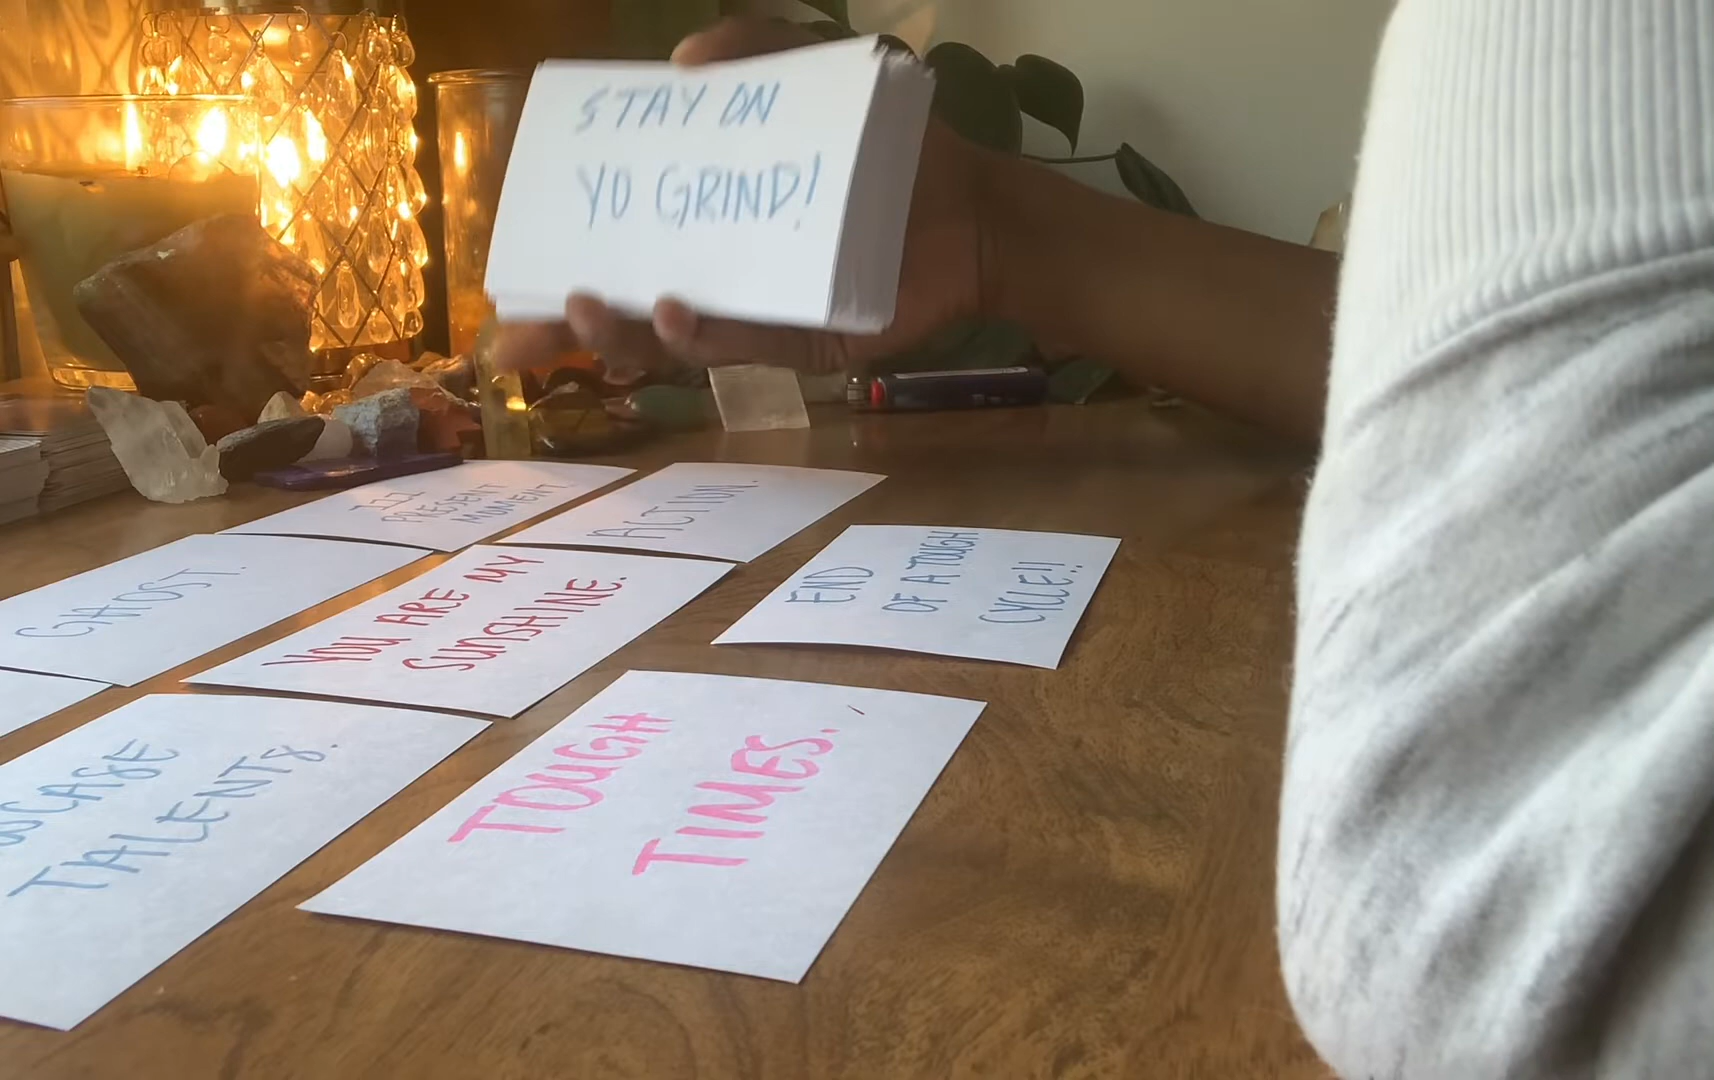 STAY ON
YO GRIND!
III
PRESENT
MOMENT.
ACTION.
GHOST.
YOU ARE MY
SUNSHINE.
END
OF A TOUGH
CYCLE!!
TALENTS.
TOUGH
TIMES.